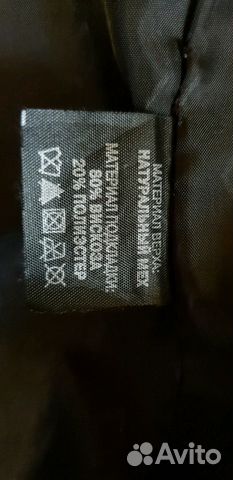 МАТЕРИАЛ ВЕРХА:
НАТУРАЛЬНЫЙ МЕХ
МАТЕРИАЛ ПОДКЛАДКИ:
80% ВИСКОЗА
20% ПОЛИЭСТЕР
Avito